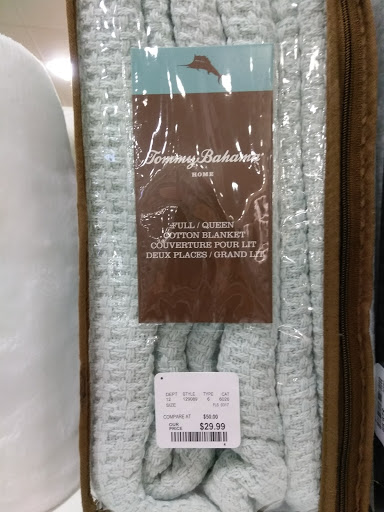 Tommy Bahama
HOME
FULL / QUEEN
COTTON BLANKET
COUVERTURE POUR LIT
DEUX PLACES / GRAND LIT
DEPT STYLE TYPE CAT
SIZE
COMPARE AT $50.00
OUR PRICE $29.99